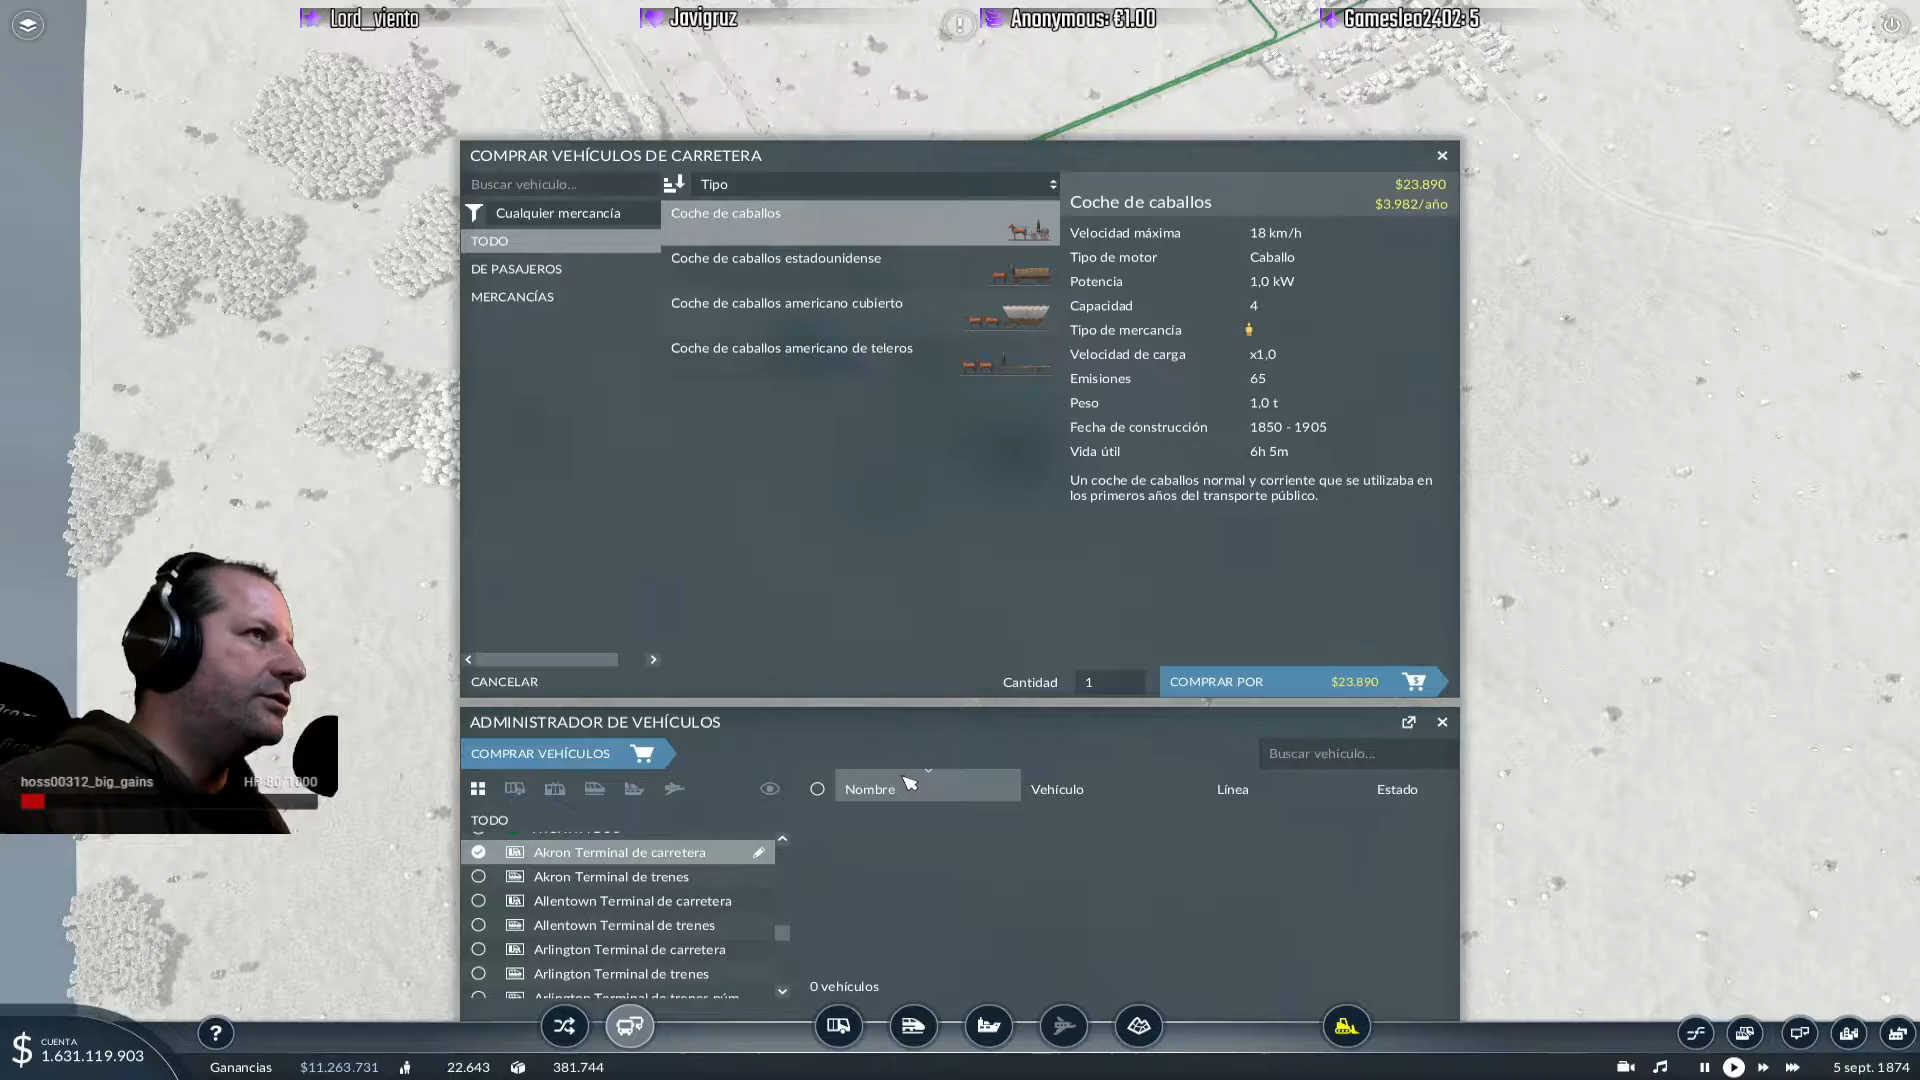 Lord_viento
Javigruz
Anonymous: €1.00
Gameslea2402: 5
COMPRAR VEHÍCULOS DE CARRETERA
Buscar vehículo...
Tipo
$23.890
Coche de caballos
$3.982/año
Cualquier mercancía
TODO
DE PASAJEROS
MERCANCÍAS
Coche de caballos
Coche de caballos estadounidense
Coche de caballos americano cubierto
Coche de caballos americano de teleros
Velocidad máxima 18 km/h
Tipo de motor Caballo
Potencia 1,0 kW
Capacidad 4
Tipo de mercancía
Velocidad de carga x1,0
Emisiones 65
Peso 1,0 t
Fecha de construcción 1850 - 1905
Vida útil 6h 5m
Un coche de caballos normal y corriente que se utilizaba en
los primeros años del transporte público.
CANCELAR
Cantidad 1
COMPRAR POR $23.890
ADMINISTRADOR DE VEHÍCULOS
COMPRAR VEHÍCULOS
Buscar vehículo...
Nombre Vehículo Línea Estado
TODO
Akron Terminal de carretera
Akron Terminal de trenes
Allentown Terminal de carretera
Allentown Terminal de trenes
Arlington Terminal de carretera
Arlington Terminal de trenes
Arlington Terminal de trenes núm
0 vehículos
hoss00312_big_gains HP 80/1000
?
$ CUENTA
1.631.119.903
Ganancias $11.263.731 22.643 381.744
5 sept. 1874